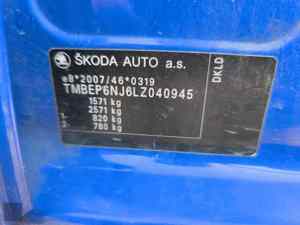 ŠKODA AUTO a.s.
e8*2007/46*0319
TMBEP6NJ6LZ040945
1571 kg
2571 kg
1- 820 kg
2- 780 kg
DKLD